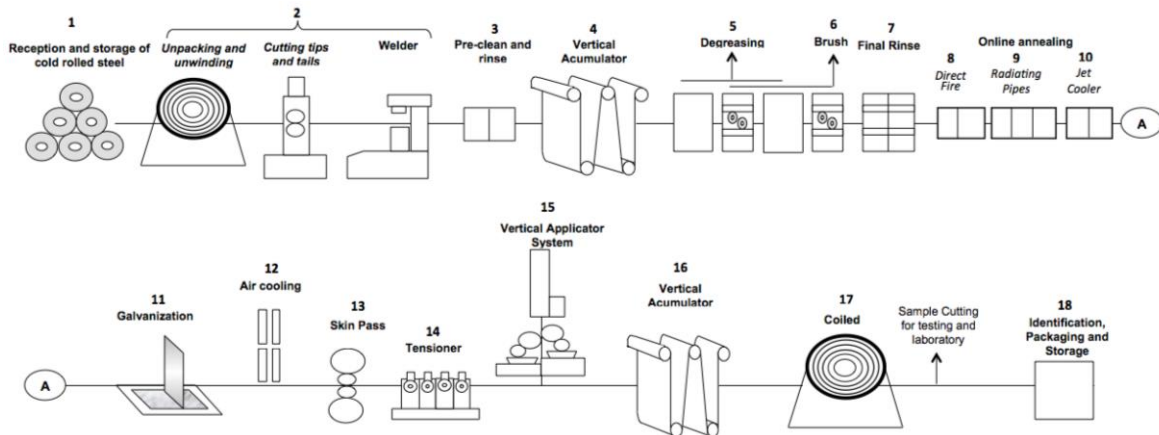 1
Reception and storage of
cold rolled steel
2
Unpacking and
unwinding
Cutting tips
and tails
Welder
3
Pre-clean and
rinse
4
Vertical
Acumulator
5
Degreasing
6
Brush
7
Final Rinse
Online annealing
8
Direct
Fire
9
Radiating
Pipes
10
Jet
Cooler
A
A
11
Galvanization
12
Air cooling
13
Skin Pass
14
Tensioner
15
Vertical Applicator
System
16
Vertical
Acumulator
17
Coiled
Sample Cutting
for testing and
laboratory
18
Identification,
Packaging and
Storage